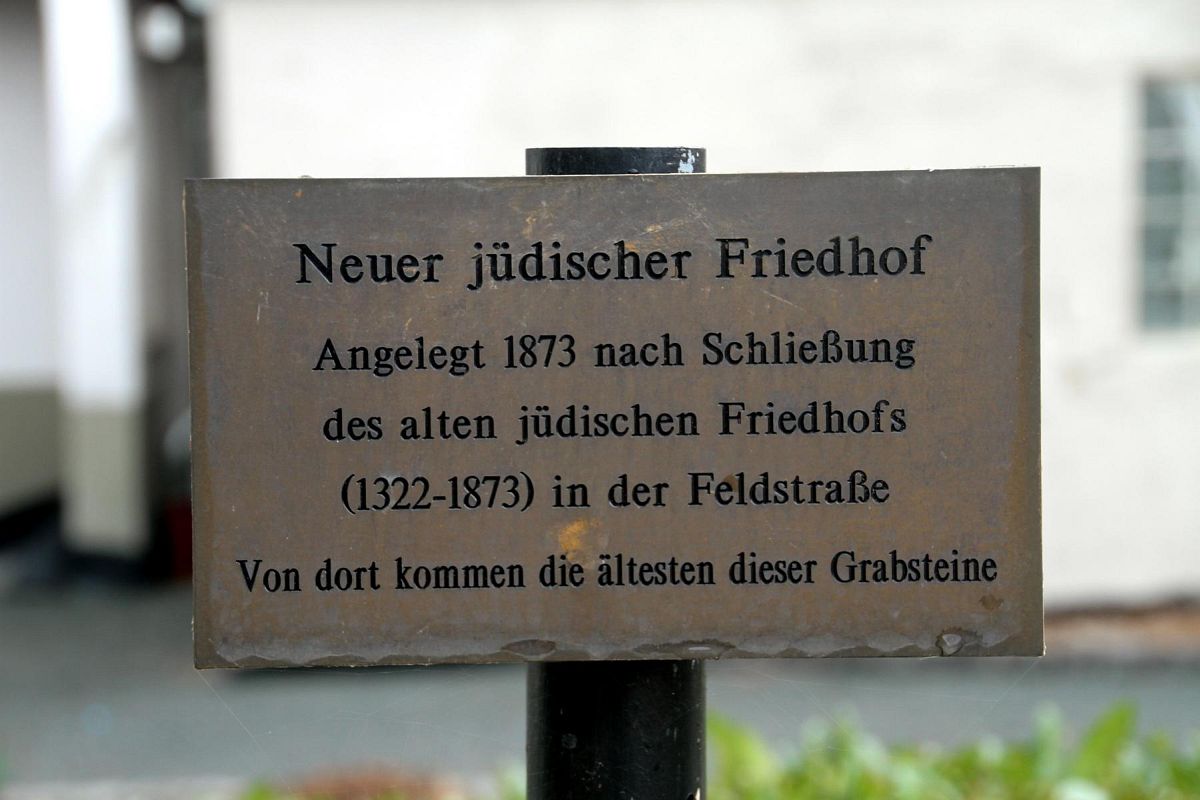 Neuer jüdischer Friedhof
Angelegt 1873 nach Schließung
des alten jüdischen Friedhofs
(1322-1873) in der Feldstraße
Von dort kommen die ältesten dieser Grabsteine